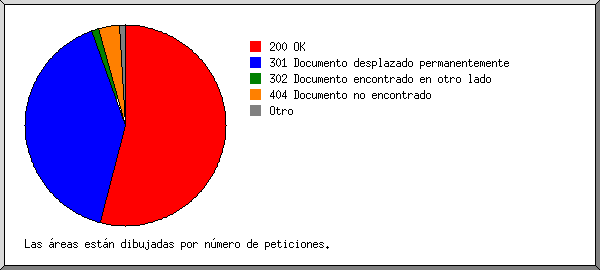 200 OK
301 Documento desplazado permanentemente
302 Documento encontrado en otro lado
404 Documento no encontrado
Otro
Las áreas están dibujadas por número de peticiones.